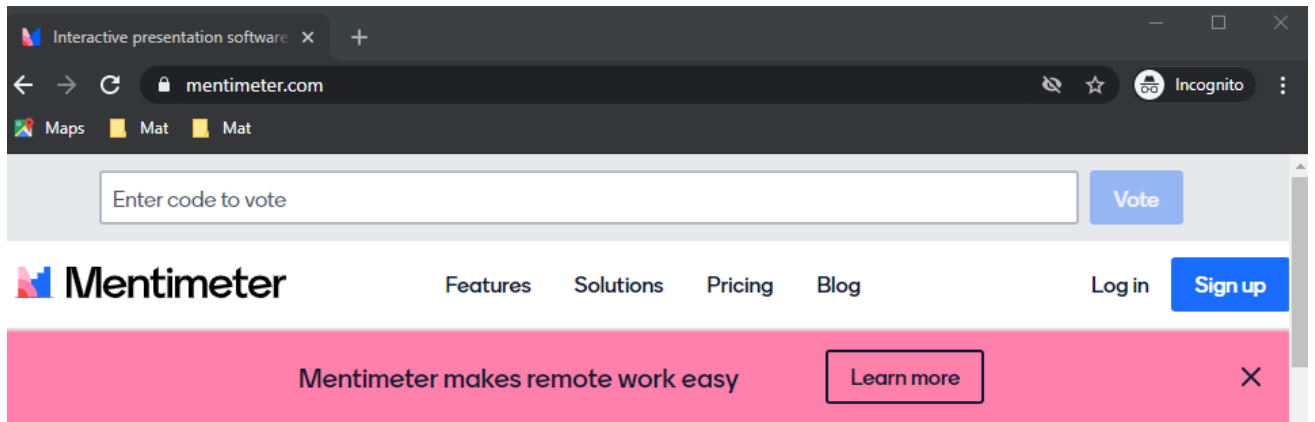 Interactive presentation software
mentimeter.com
Incognito
Maps Mat Mat
Enter code to vote Vote
Mentimeter Features Solutions Pricing Blog Log in Sign up
Mentimeter makes remote work easy Learn more